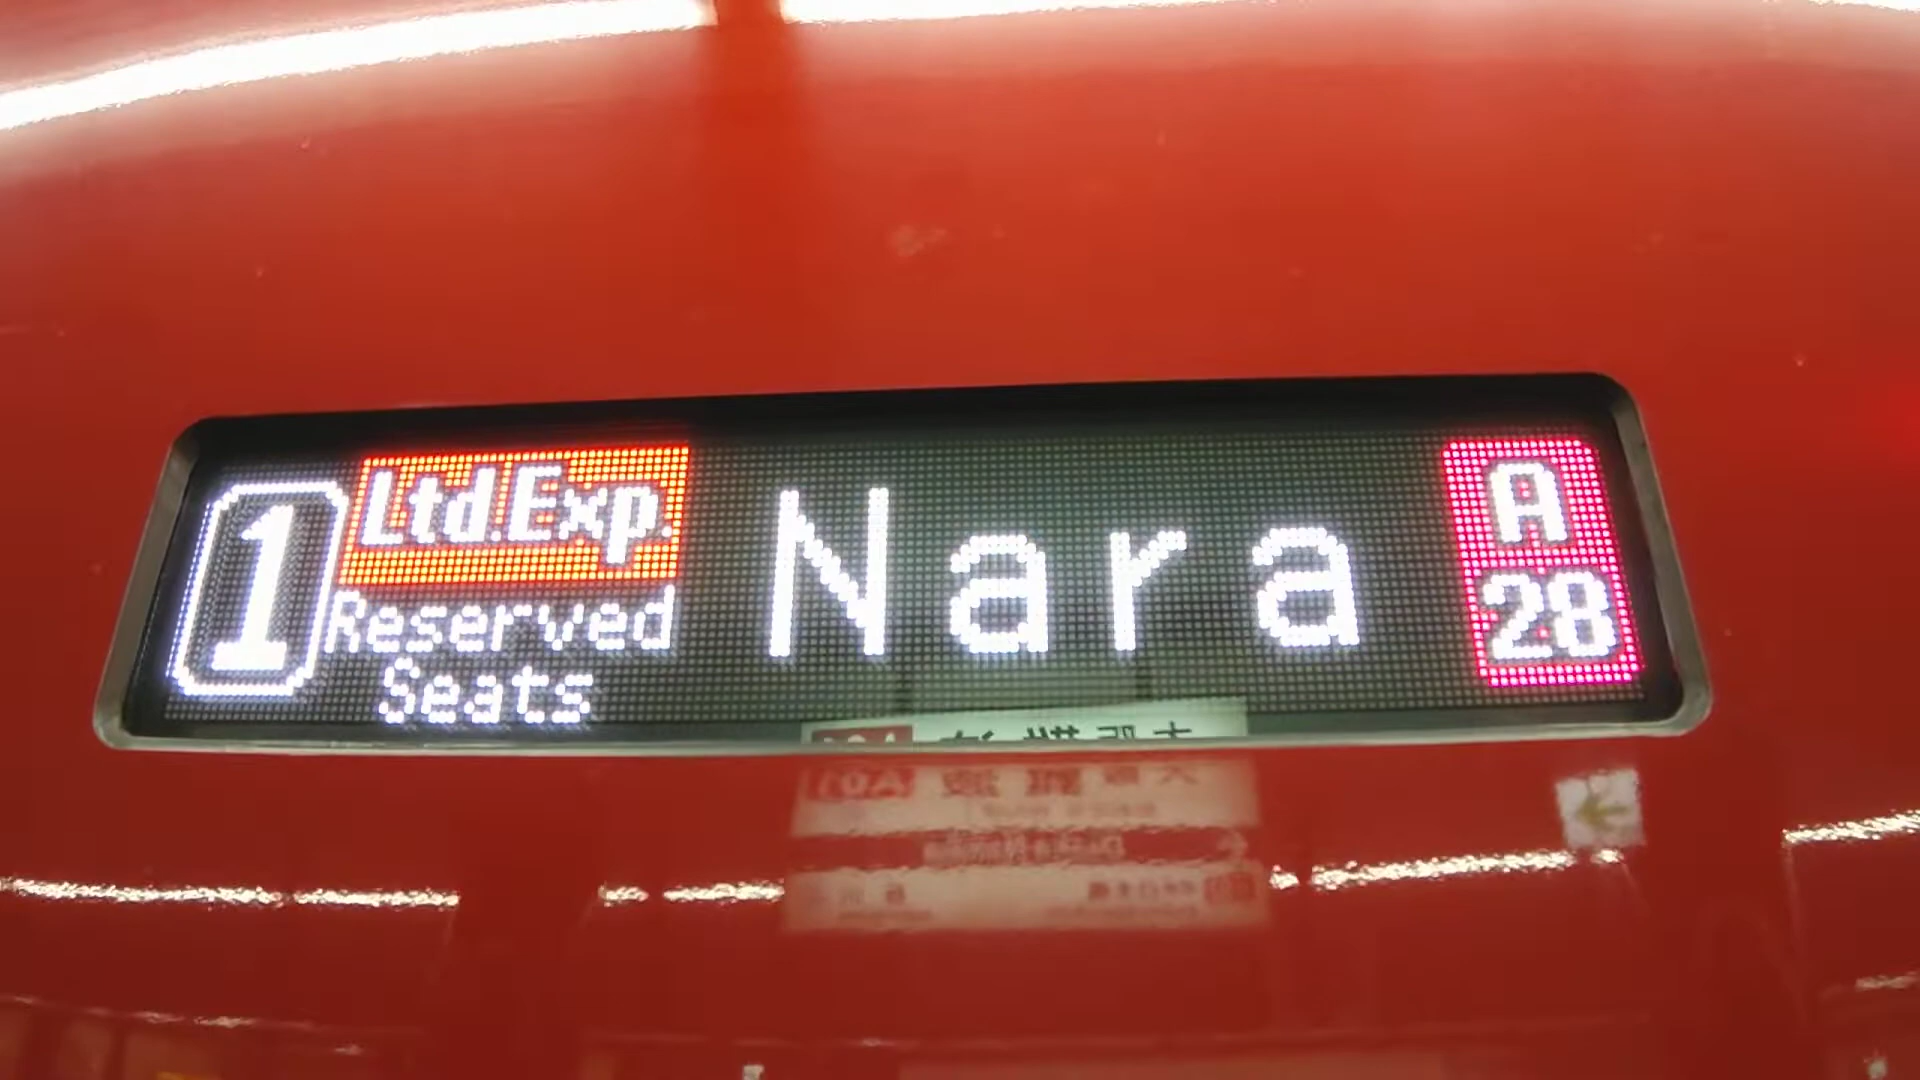 1
Ltd.Exp.
Reserved
Seats
Nara
A
28